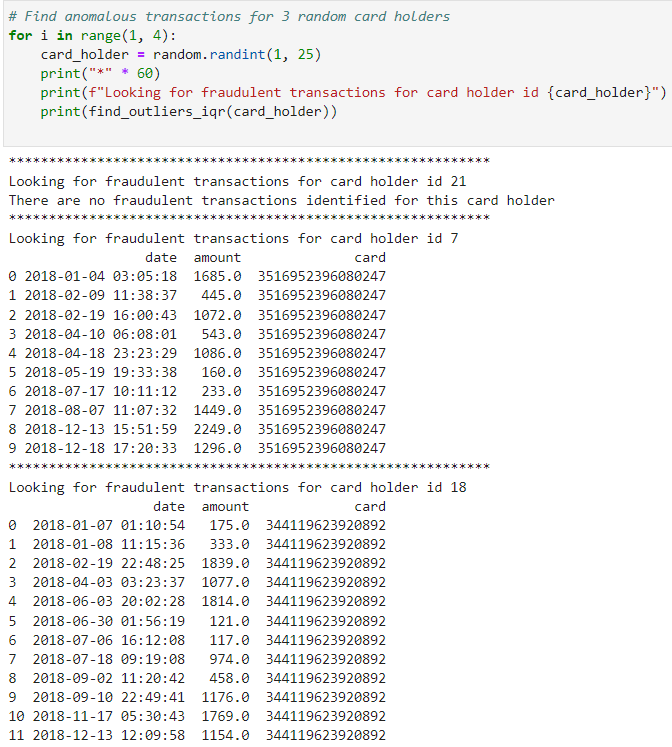 # Find anomalous transactions for 3 random card holders
for i in range(1, 4):
    card_holder = random.randint(1, 25)
    print("*" * 60)
    print(f"Looking for fraudulent transactions for card holder id {card_holder}")
    print(find_outliers_iqr(card_holder))
************************************************************
Looking for fraudulent transactions for card holder id 21
There are no fraudulent transactions identified for this card holder
************************************************************
Looking for fraudulent transactions for card holder id 7
                 date  amount              card
0 2018-01-04 03:05:18  1685.0  3516952396080247
1 2018-02-09 11:38:37   445.0  3516952396080247
2 2018-02-19 16:00:43  1072.0  3516952396080247
3 2018-04-10 06:08:01   543.0  3516952396080247
4 2018-04-18 23:23:29  1086.0  3516952396080247
5 2018-05-19 19:33:38   160.0  3516952396080247
6 2018-07-17 10:11:12   233.0  3516952396080247
7 2018-08-07 11:07:32  1449.0  3516952396080247
8 2018-12-13 15:51:59  2249.0  3516952396080247
9 2018-12-18 17:20:33  1296.0  3516952396080247
************************************************************
Looking for fraudulent transactions for card holder id 18
                  date  amount             card
0  2018-01-07 01:10:54   175.0  344119623920892
1  2018-01-08 11:15:36   333.0  344119623920892
2  2018-02-19 22:48:25  1839.0  344119623920892
3  2018-04-03 03:23:37  1077.0  344119623920892
4  2018-06-03 20:02:28  1814.0  344119623920892
5  2018-06-30 01:56:19   121.0  344119623920892
6  2018-07-06 16:12:08   117.0  344119623920892
7  2018-07-18 09:19:08   974.0  344119623920892
8  2018-09-02 11:20:42   458.0  344119623920892
9  2018-09-10 22:49:41  1176.0  344119623920892
10 2018-11-17 05:30:43  1769.0  344119623920892
11 2018-12-13 12:09:58  1154.0  344119623920892